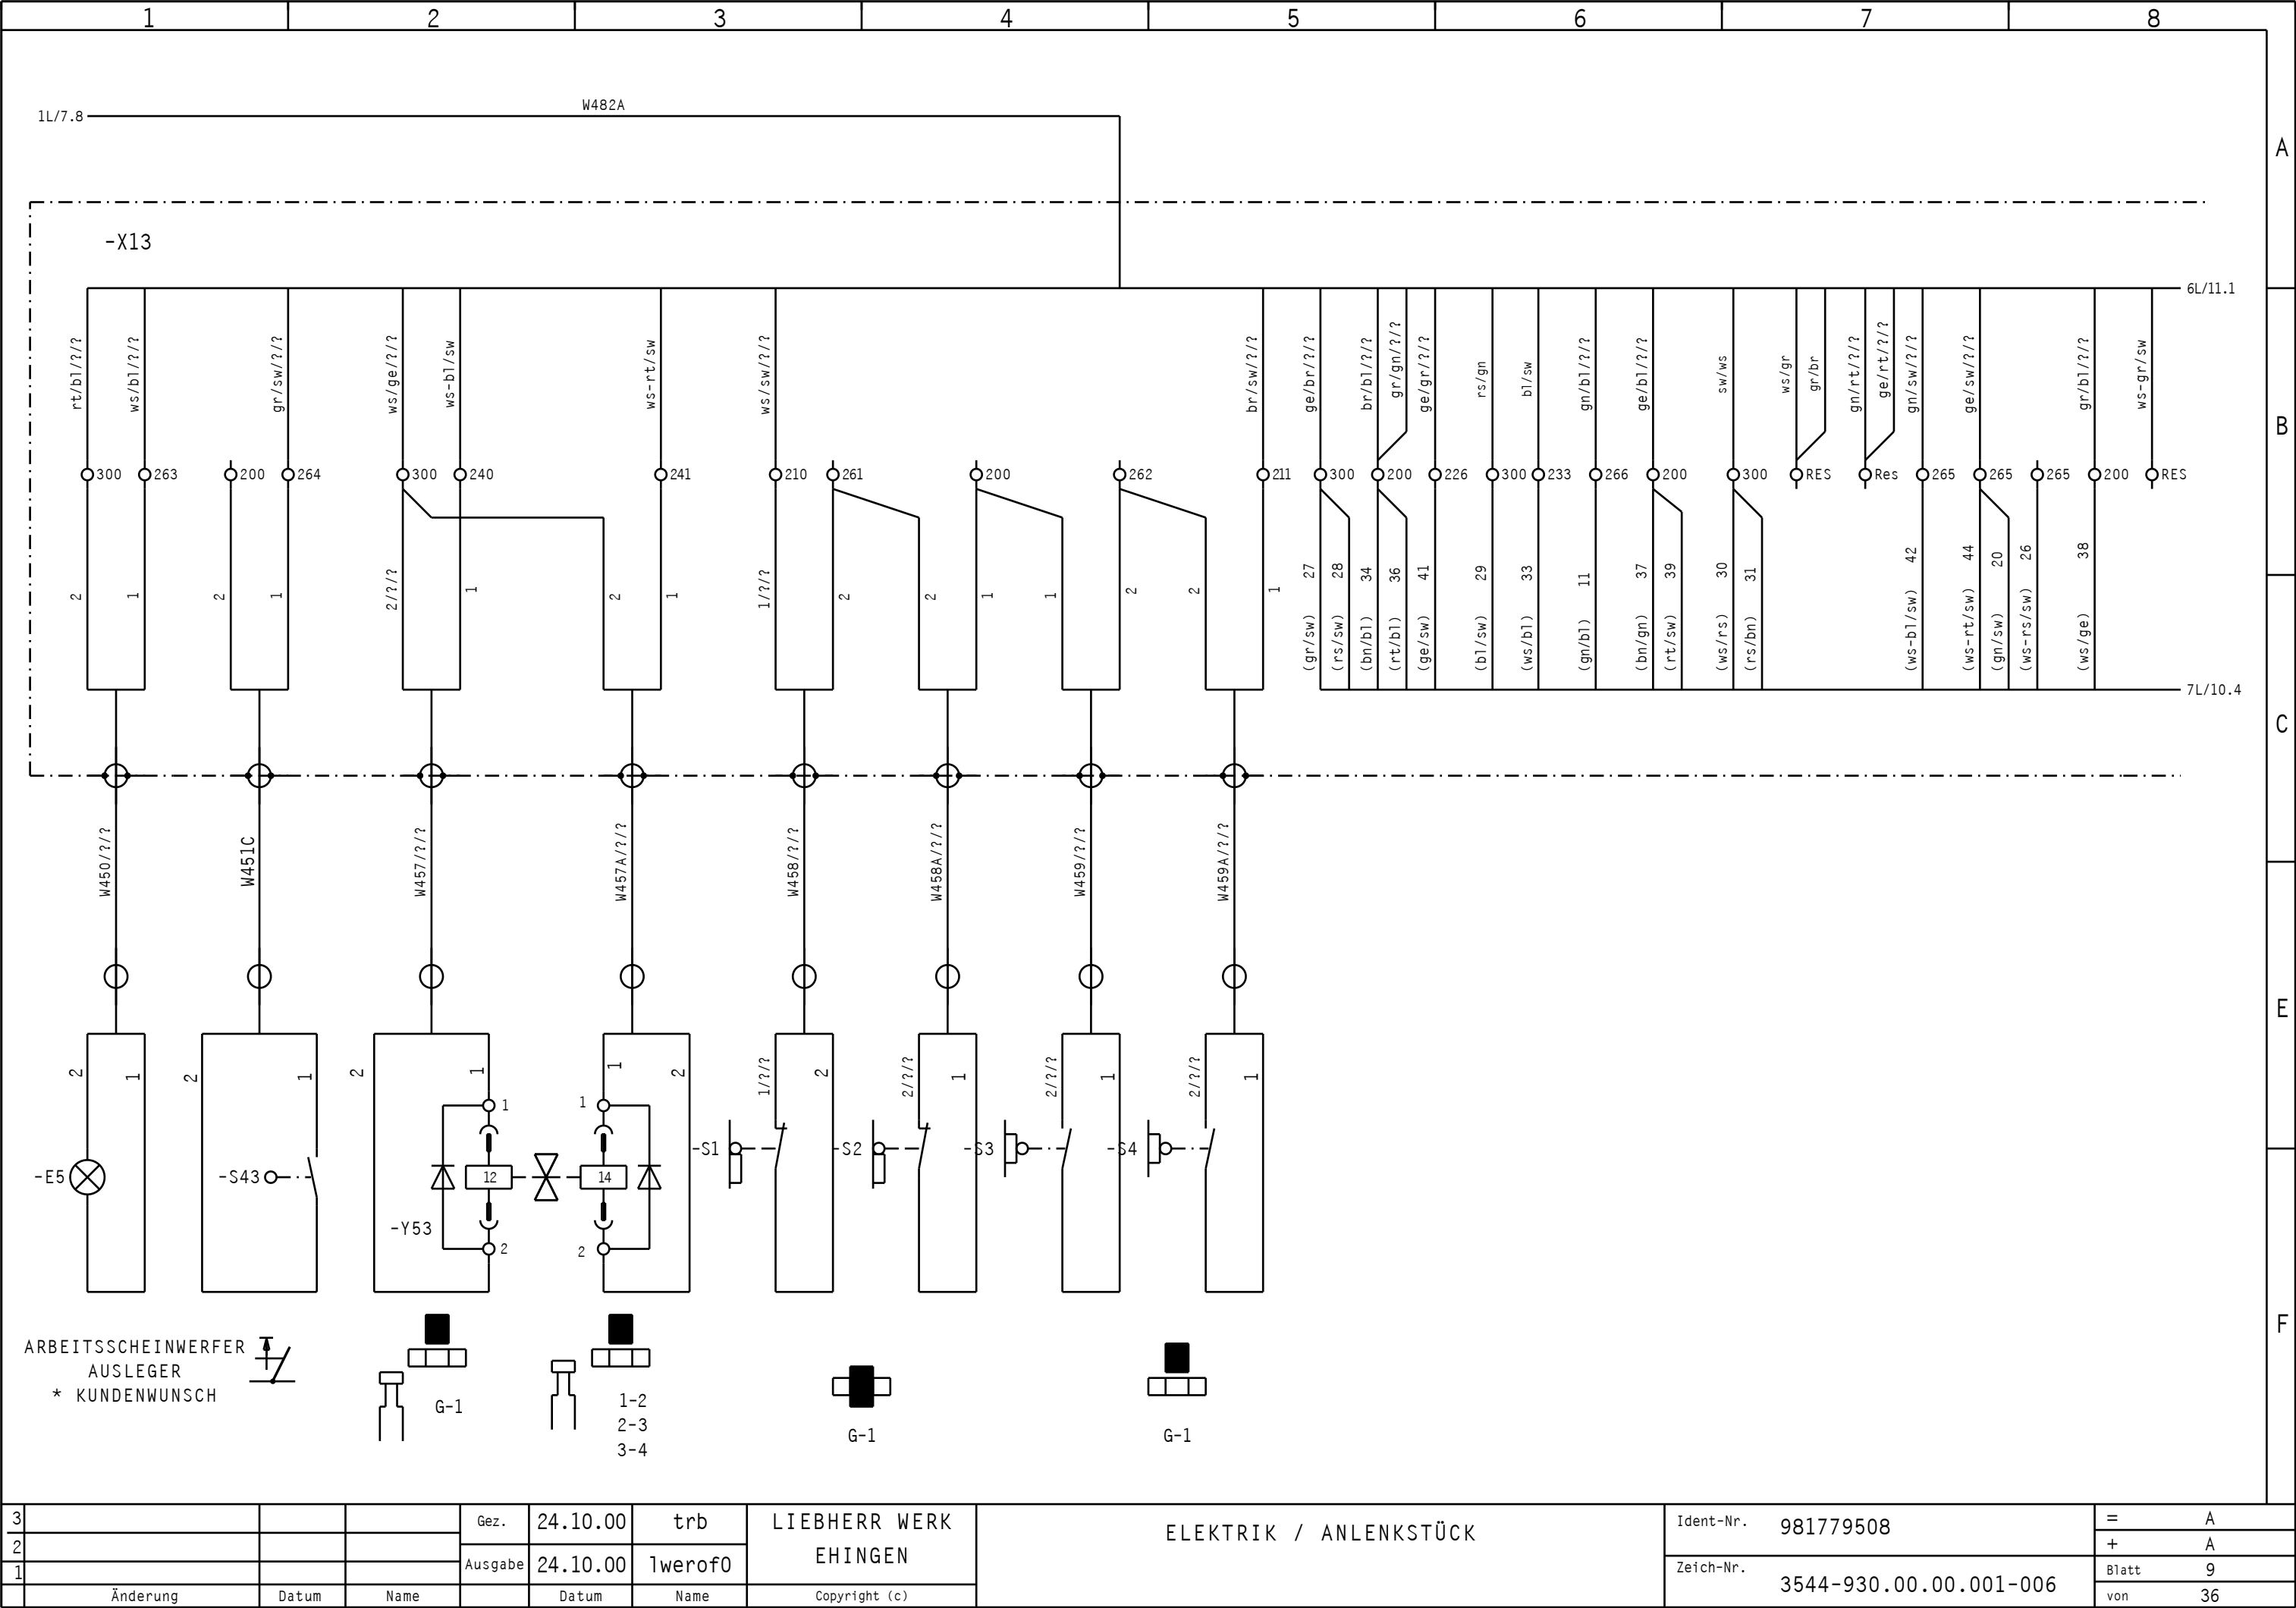 1 2 3 4 5 6 7 8
W482A
1L/7.8
A
-X13
6L/11.1
rt/bl/?/? ws/bl/?/? gr/sw/?/? ws/ge/?/? ws-bl/sw ws-rt/sw ws/sw/?/? br/sw/?/? ge/br/?/? br/bl/?/? gr/gn/?/? ge/gr/?/? rs/gn bl/sw gn/bl/?/? ge/bl/?/? sw/ws ws/gr gr/br gn/rt/?/? ge/rt/?/? gn/sw/?/? ge/sw/?/? gr/bl/?/? ws-gr/sw
B
300 263 200 264 300 240 241 210 261 200 262 211 300 200 226 300 233 266 200 300 RES Res 265 265 265 200 RES
2 1 2 1 2/?/? 1 2 1 1/?/? 2 2 1 1 2 2 1 27 28 34 36 41 29 33 11 37 39 30 31 42 44 20 26 38
(gr/sw) (rs/sw) (bn/bl) (rt/bl) (ge/sw) (bl/sw) (ws/bl) (gn/bl) (bn/gn) (rt/sw) (ws/rs) (rs/bn) (ws-bl/sw) (ws-rt/sw) (gn/sw) (ws-rs/sw) (ws/ge)
7L/10.4
C
W450/?/? W451C W457/?/? W457A/?/? W458/?/? W458A/?/? W459/?/? W459A/?/?
E
2 1 2 1 2 1 1 2 1/?/? 2 2/?/? 1 2/?/? 1 2/?/? 1
1 1
-S1 -S2 -S3 -S4
-E5 -S43 12 14
-Y53
2 2
F
ARBEITSSCHEINWERFER
AUSLEGER
* KUNDENWUNSCH
G-1
1-2
2-3
3-4
G-1
G-1
3
2
1
Änderung Datum Name
Gez. 24.10.00 trb
Ausgabe 24.10.00 lwerof0
Datum Name
LIEBHERR WERK
EHINGEN
Copyright (c)
ELEKTRIK / ANLENKSTÜCK
Ident-Nr. 981779508
Zeich-Nr. 3544-930.00.00.001-006
= A
+ A
Blatt 9
von 36